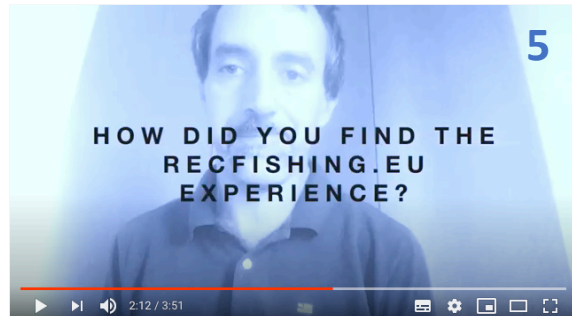 5
HOW DID YOU FIND THE
RECFISHING.EU
EXPERIENCE?
2:12 / 3:51